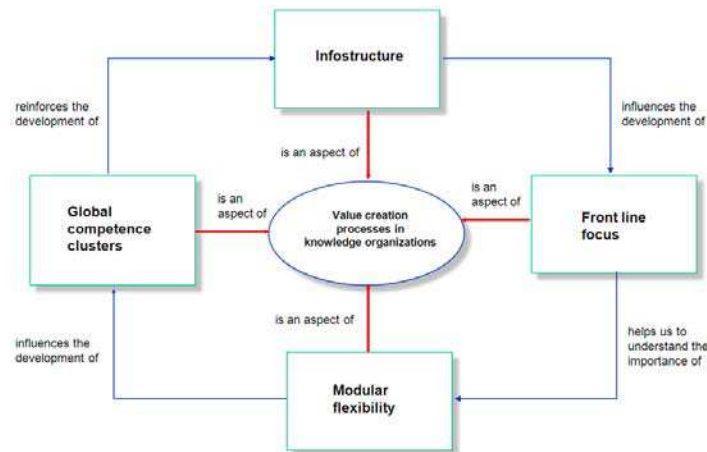 Infostructure
reinforces the
development of
influences the
development of
is an aspect of
Global
competence
clusters
is an
aspect of
Value creation
processes in
knowledge organizations
is an
aspect of
Front line
focus
is an aspect of
influences the
development of
helps us to
understand the
importance of
Modular
flexibility